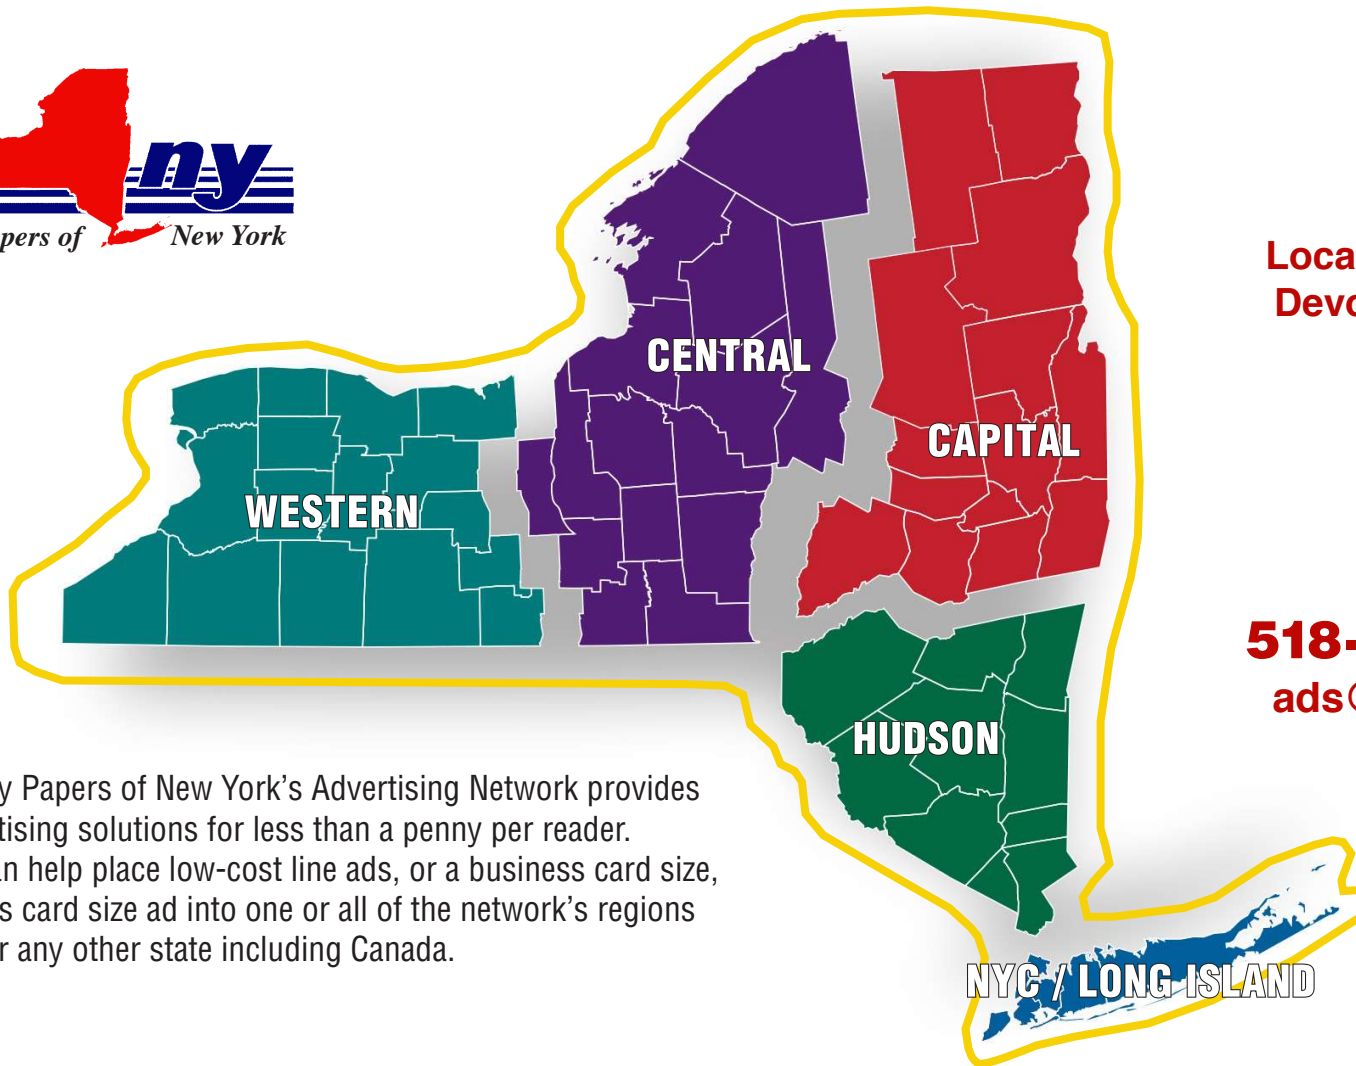 ny
pers of New York
Loca
Devo
CENTRAL
CAPITAL
WESTERN
518-
ads@
HUDSON
y Papers of New York’s Advertising Network provides
tising solutions for less than a penny per reader.
an help place low-cost line ads, or a business card size,
s card size ad into one or all of the network’s regions
r any other state including Canada.
NYC / LONG ISLAND